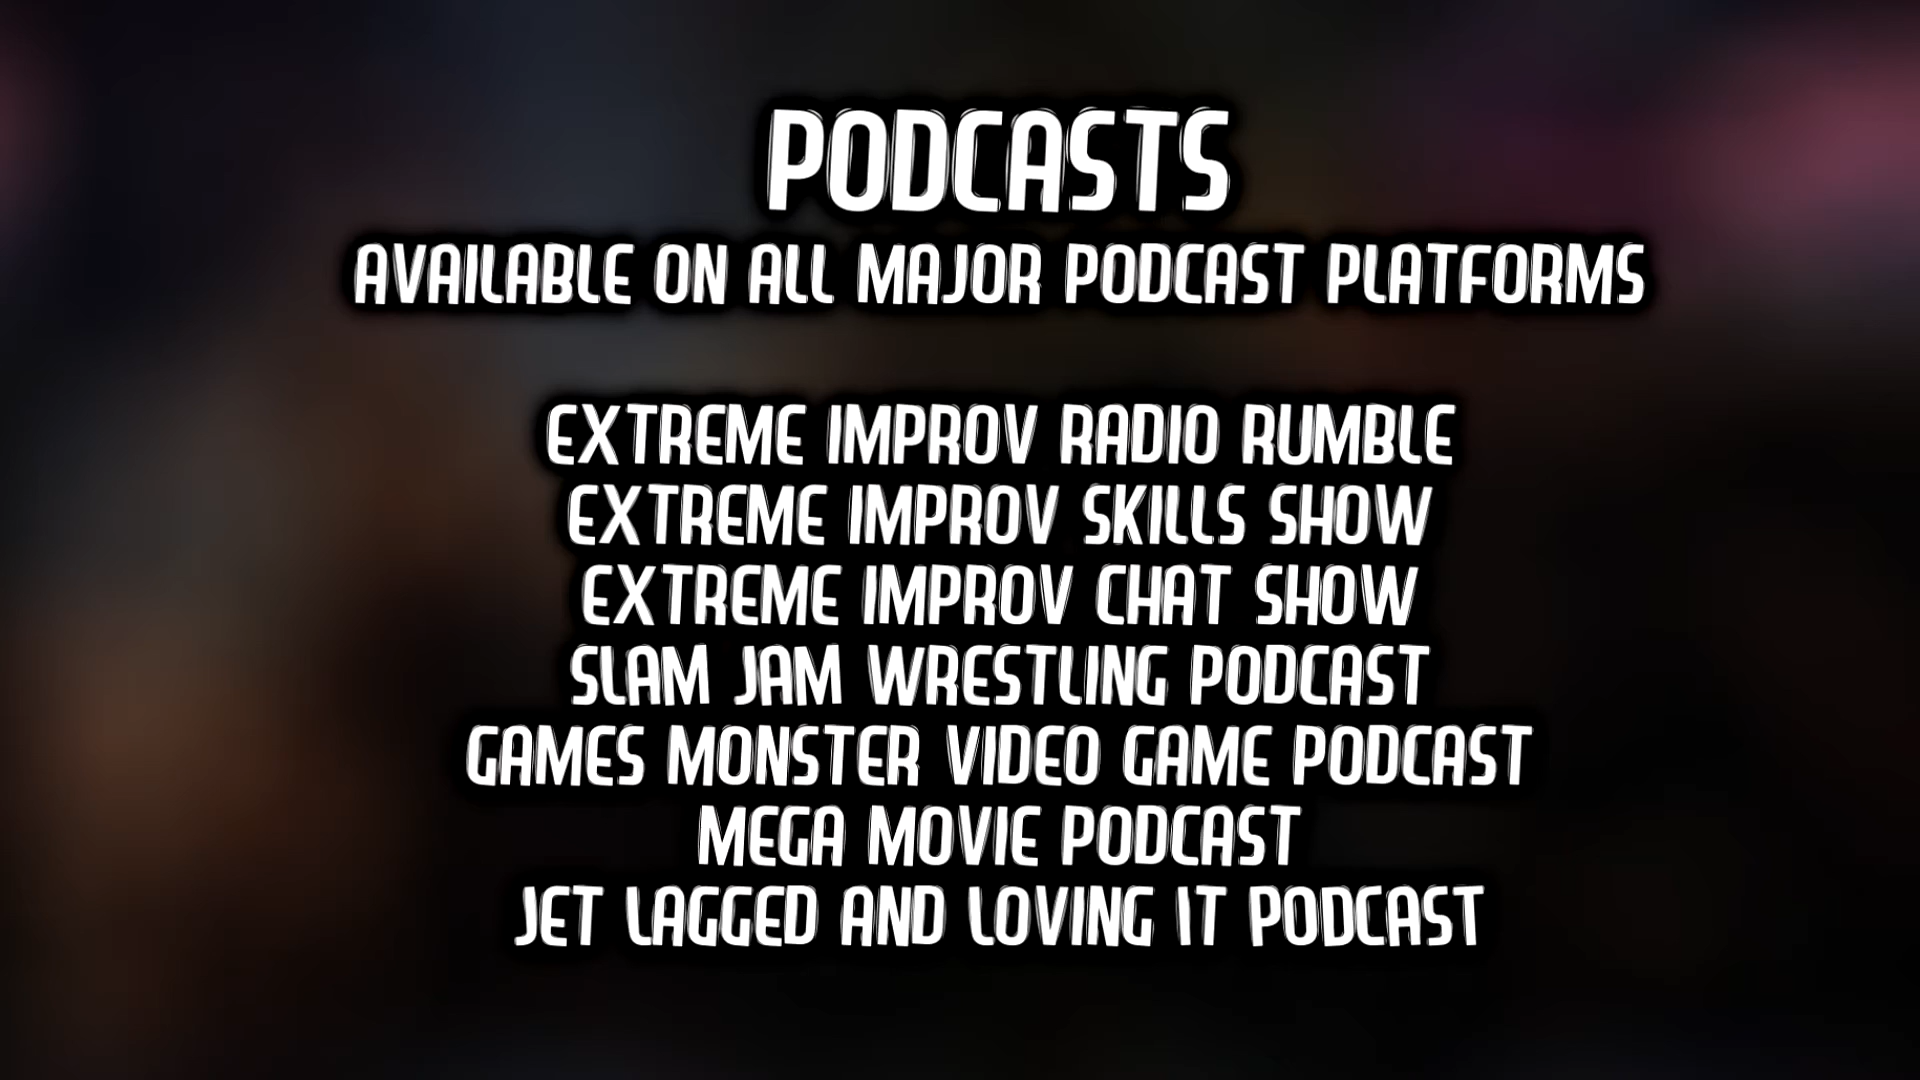 PODCASTS
AVAILABLE ON ALL MAJOR PODCAST PLATFORMS
EXTREME IMPROV RADIO RUMBLE
EXTREME IMPROV SKILLS SHOW
EXTREME IMPROV CHAT SHOW
SLAM JAM WRESTLING PODCAST
GAMES MONSTER VIDEO GAME PODCAST
MEGA MOVIE PODCAST
JET LAGGED AND LOVING IT PODCAST